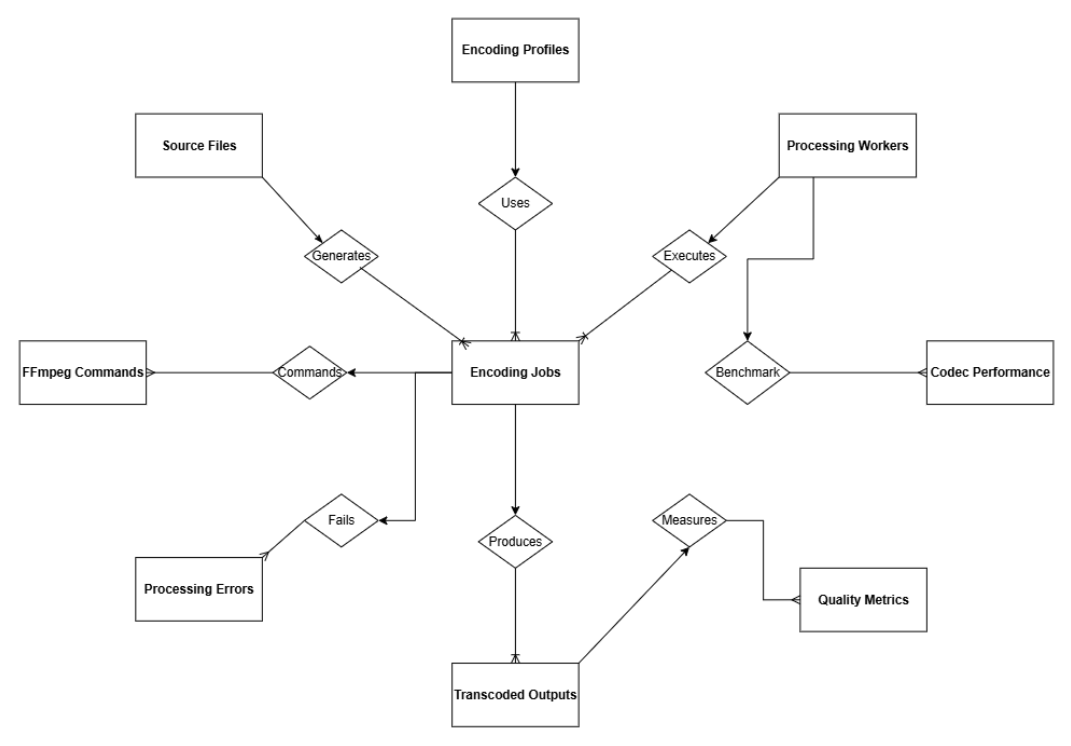 Encoding Profiles
Source Files
Processing Workers
Uses
Generates
Executes
FFmpeg Commands
Commands
Encoding Jobs
Benchmark
Codec Performance
Fails
Measures
Produces
Processing Errors
Quality Metrics
Transcoded Outputs